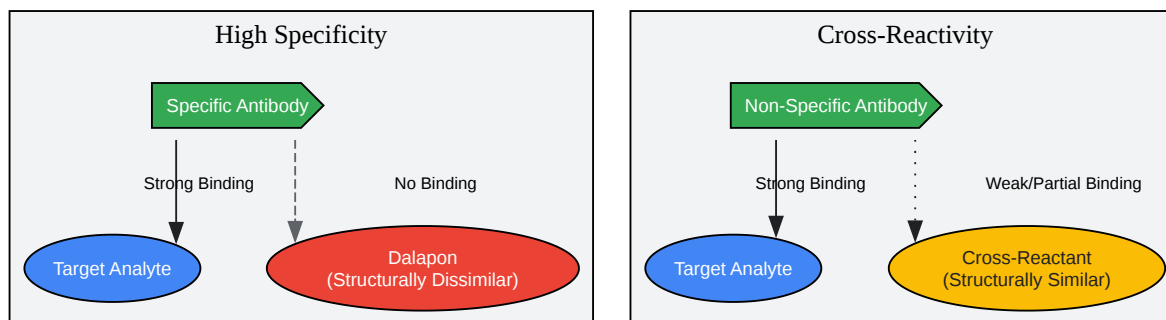 High Specificity
Specific Antibody
Strong Binding
No Binding
Target Analyte
Dalapon
(Structurally Dissimilar)
Cross-Reactivity
Non-Specific Antibody
Strong Binding
Weak/Partial Binding
Target Analyte
Cross-Reactant
(Structurally Similar)